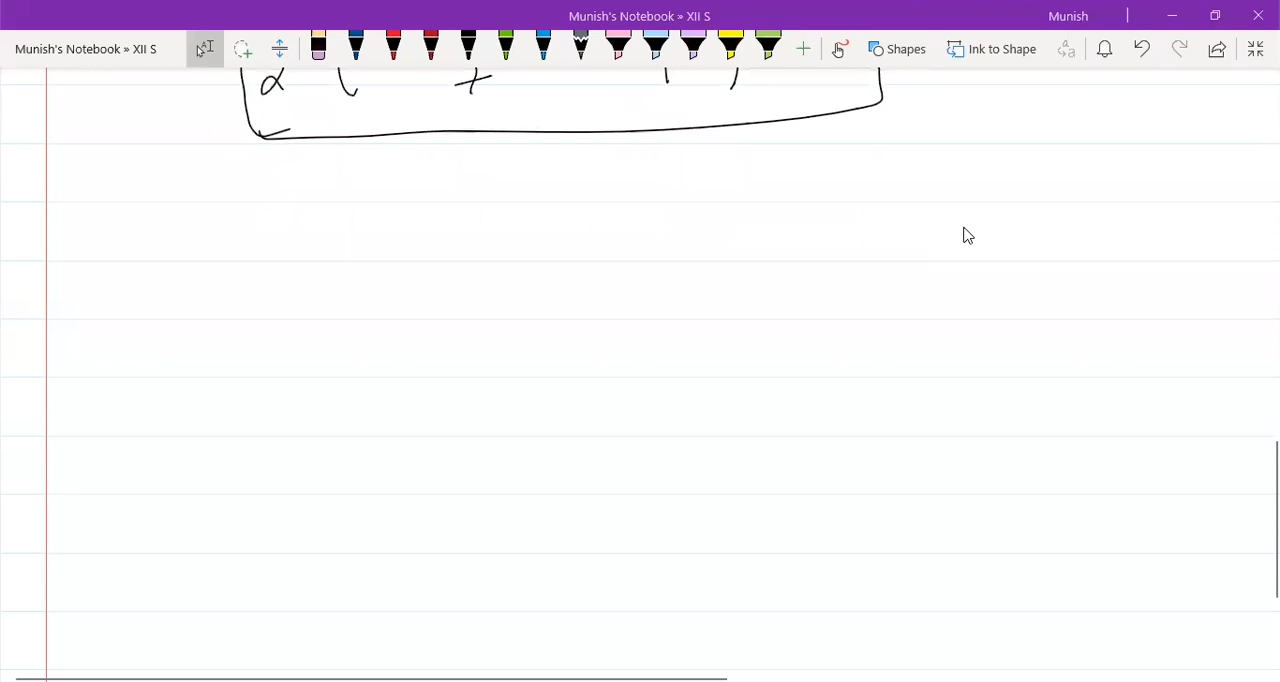 Munish's Notebook » XII S
Munish
Munish's Notebook » XII S
Shapes
Ink to Shape